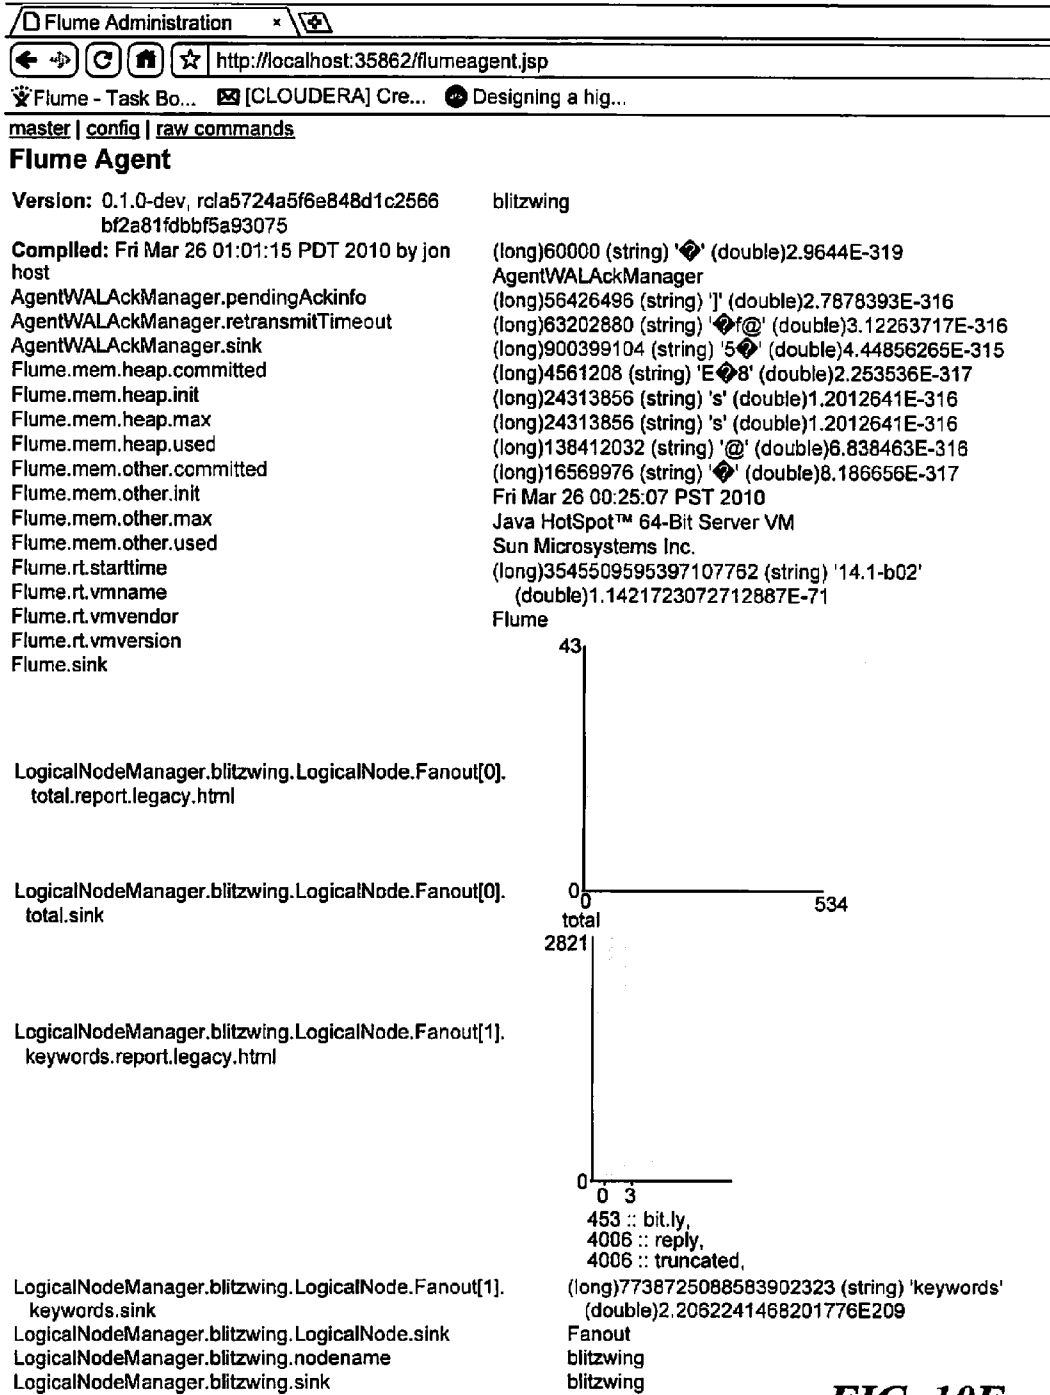 Flume Administration ×
http://localhost:35862/flumeagent.jsp
Flume - Task Bo... [CLOUDERA] Cre... Designing a hig...
master | config | raw commands
Flume Agent
Version: 0.1.0-dev, rcla5724a5f6e848d1c2566
bf2a81fdbbf5a93075
Complled: Fri Mar 26 01:01:15 PDT 2010 by jon
host
AgentWALAckManager.pendingAckinfo
AgentWALAckManager.retransmitTimeout
AgentWALAckManager.sink
Flume.mem.heap.committed
Flume.mem.heap.init
Flume.mem.heap.max
Flume.mem.heap.used
Flume.mem.other.committed
Flume.mem.other.init
Flume.mem.other.max
Flume.mem.other.used
Flume.rt.starttime
Flume.rt.vmname
Flume.rt.vmvendor
Flume.rt.vmversion
Flume.sink
blitzwing
(long)60000 (string) '�' (double)2.9644E-319
AgentWALAckManager
(long)56426496 (string) ']' (double)2.7878393E-316
(long)63202880 (string) '�f@' (double)3.12263717E-316
(long)900399104 (string) '5�' (double)4.44856265E-315
(long)4561208 (string) 'E�8' (double)2.253536E-317
(long)24313856 (string) 's' (double)1.2012641E-316
(long)24313856 (string) 's' (double)1.2012641E-316
(long)138412032 (string) '@' (double)6.838463E-316
(long)16569976 (string) '�' (double)8.186656E-317
Fri Mar 26 00:25:07 PST 2010
Java HotSpot™ 64-Bit Server VM
Sun Microsystems Inc.
(long)3545509595397107762 (string) '14.1-b02'
(double)1.1421723072712887E-71
Flume
43
LogicalNodeManager.blitzwing.LogicalNode.Fanout[0].
total.report.legacy.html
LogicalNodeManager.blitzwing.LogicalNode.Fanout[0].
total.sink
0
0 534
total
2821
LogicalNodeManager.blitzwing.LogicalNode.Fanout[1].
keywords.report.legacy.html
0
0 3
453 :: bit.ly,
4006 :: reply,
4006 :: truncated,
LogicalNodeManager.blitzwing.LogicalNode.Fanout[1].
keywords.sink
(long)7738725088583902323 (string) 'keywords'
(double)2.2062241468201776E209
LogicalNodeManager.blitzwing.LogicalNode.sink Fanout
LogicalNodeManager.blitzwing.nodename blitzwing
LogicalNodeManager.blitzwing.sink blitzwing